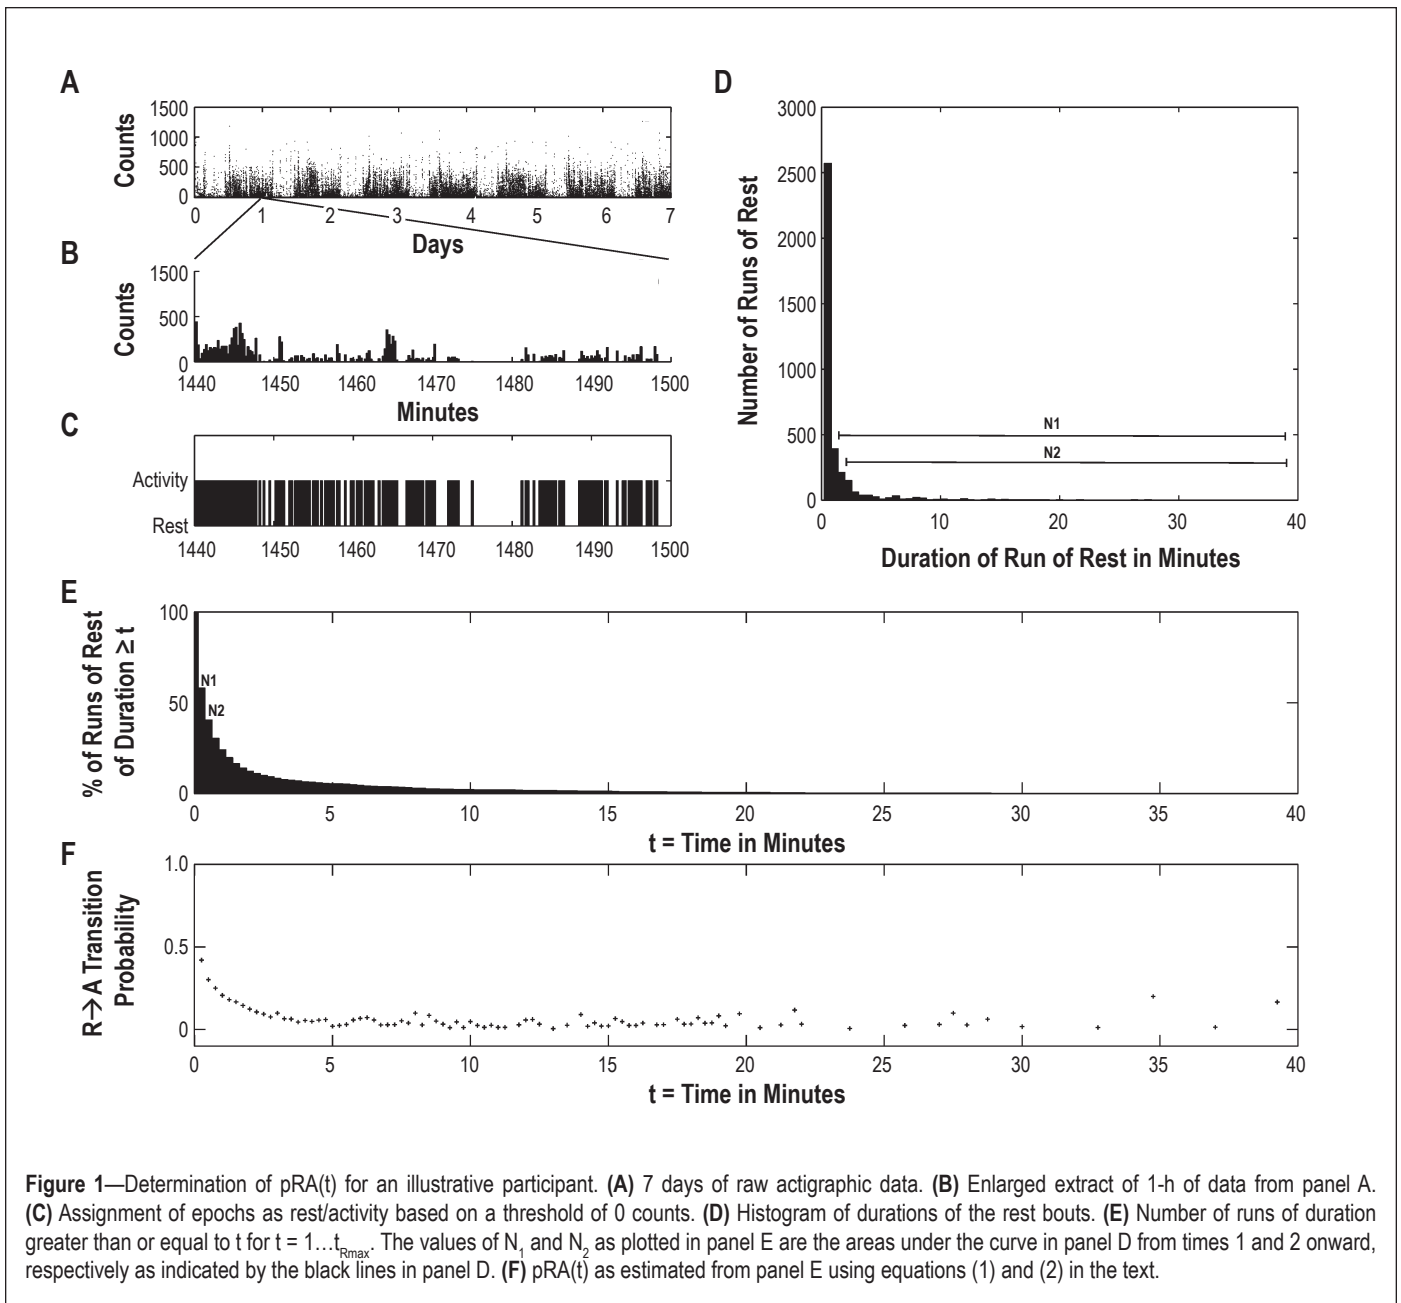 A
1500
1000
500
0
Counts
0 1 2 3 4 5 6 7
Days
B
1500
500
0
Counts
1440 1450 1460 1470 1480 1490 1500
Minutes
C
Activity
Rest
1440 1450 1460 1470 1480 1490 1500
D
3000
2500
2000
1500
1000
500
0
Number of Runs of Rest
N1
N2
0 10 20 30 40
Duration of Run of Rest in Minutes
E
100
50
0
% of Runs of Rest
of Duration ≥ t
N1
N2
0 5 10 15 20 25 30 35 40
t = Time in Minutes
F
1.0
0.5
0
R→A Transition
Probability
0 5 10 15 20 25 30 35 40
t = Time in Minutes
Figure 1—Determination of pRA(t) for an illustrative participant. (A) 7 days of raw actigraphic data. (B) Enlarged extract of 1-h of data from panel A.
(C) Assignment of epochs as rest/activity based on a threshold of 0 counts. (D) Histogram of durations of the rest bouts. (E) Number of runs of duration
greater than or equal to t for t = 1…tRmax. The values of N1 and N2 as plotted in panel E are the areas under the curve in panel D from times 1 and 2 onward,
respectively as indicated by the black lines in panel D. (F) pRA(t) as estimated from panel E using equations (1) and (2) in the text.